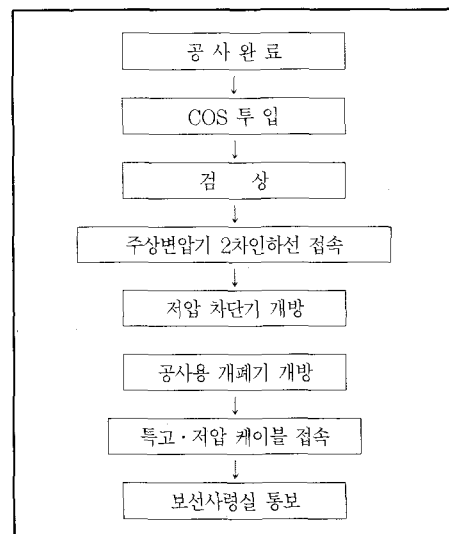 공 사 완 료
COS 투 입
검 상
주상변압기 2차인하선 접속
저압 차단기 개방
공사용 개폐기 개방
특고·저압 케이블 접속
보선사령실 통보